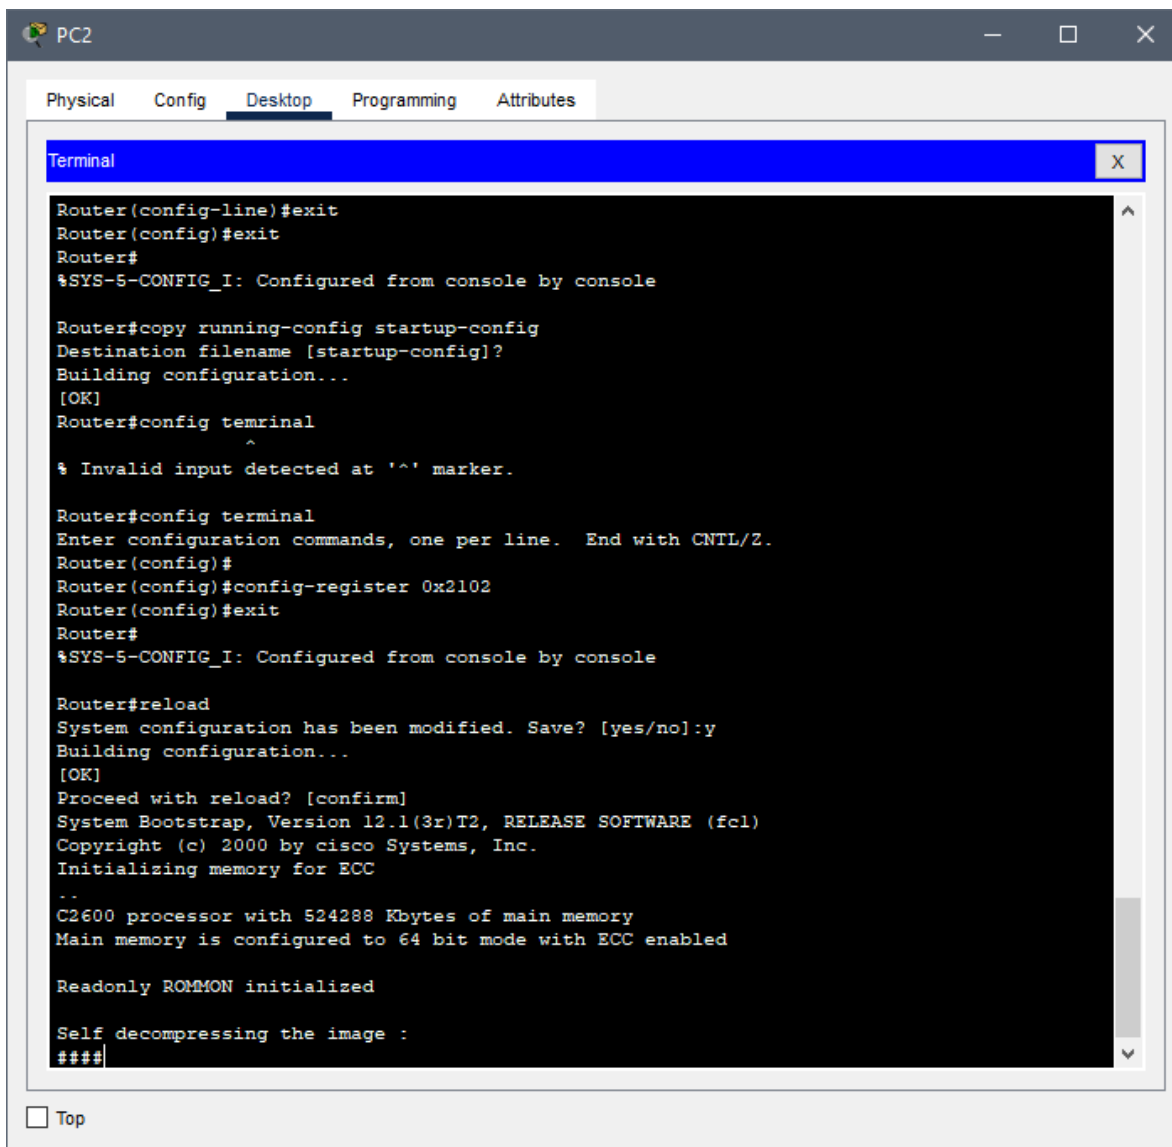 PC2
Physical Config Desktop Programming Attributes
Terminal
X
Router(config-line)#exit
Router(config)#exit
Router#
%SYS-5-CONFIG_I: Configured from console by console
Router#copy running-config startup-config
Destination filename [startup-config]?
Building configuration...
[OK]
Router#config temrinal
^
% Invalid input detected at '^' marker.
Router#config terminal
Enter configuration commands, one per line.  End with CNTL/Z.
Router(config)#
Router(config)#config-register 0x2102
Router(config)#exit
Router#
%SYS-5-CONFIG_I: Configured from console by console
Router#reload
System configuration has been modified. Save? [yes/no]:y
Building configuration...
[OK]
Proceed with reload? [confirm]
System Bootstrap, Version 12.1(3r)T2, RELEASE SOFTWARE (fc1)
Copyright (c) 2000 by cisco Systems, Inc.
Initializing memory for ECC
..
C2600 processor with 524288 Kbytes of main memory
Main memory is configured to 64 bit mode with ECC enabled
Readonly ROMMON initialized
Self decompressing the image :
####
Top